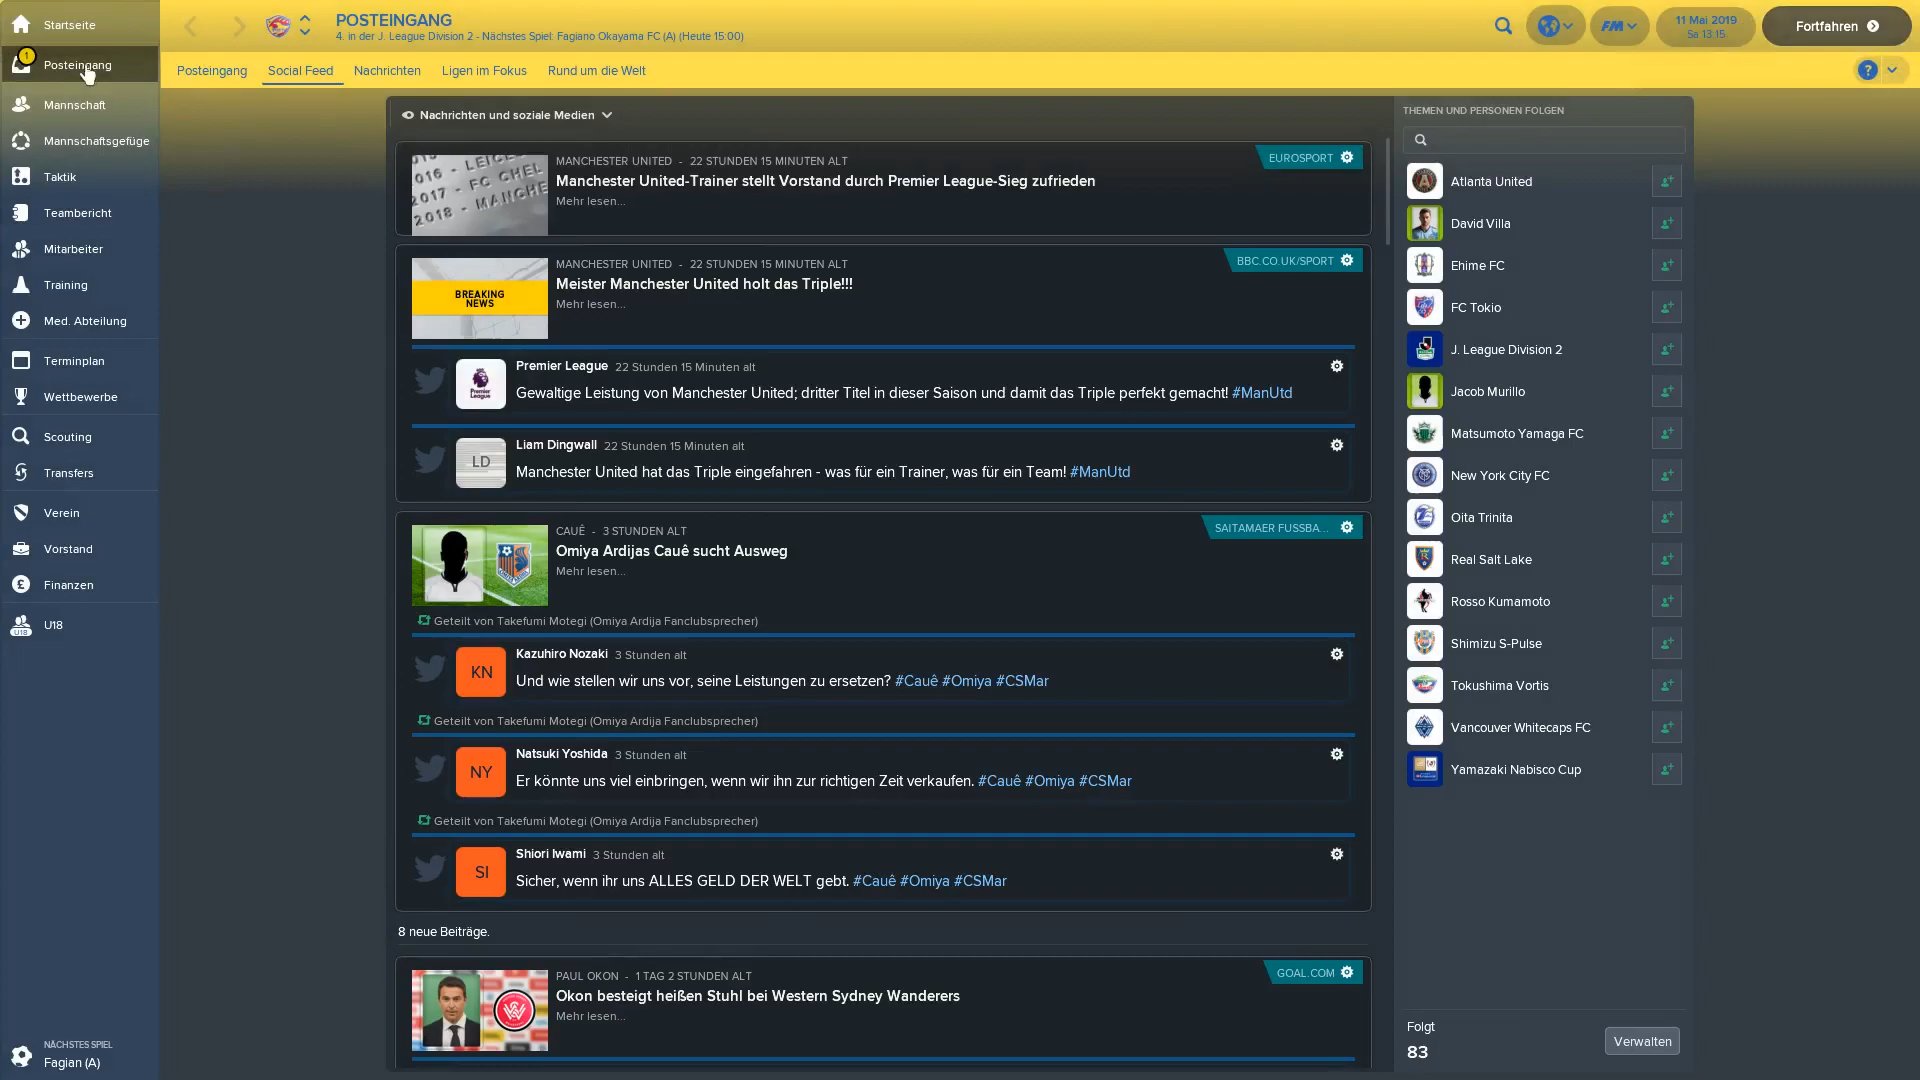 Startseite
1
Posteingang
Mannschaft
Mannschaftsgefüge
Taktik
Teambericht
Mitarbeiter
Training
Med. Abteilung
Terminplan
Wettbewerbe
Scouting
Transfers
Verein
Vorstand
Finanzen
U18
U18
NÄCHSTES SPIEL
Fagian (A)
POSTEINGANG
4. in der J. League Division 2 - Nächstes Spiel: Fagiano Okayama FC (A) (Heute 15:00)
FM
11 Mai 2019
Sa 13:15
Fortfahren
Posteingang
Social Feed
Nachrichten
Ligen im Fokus
Rund um die Welt
?
Nachrichten und soziale Medien
2016 - LEICES
2017 - FC CHEL
2018 - MANCHE
MANCHESTER UNITED - 22 STUNDEN 15 MINUTEN ALT
EUROSPORT
Manchester United-Trainer stellt Vorstand durch Premier League-Sieg zufrieden
Mehr lesen...
BREAKING
NEWS
MANCHESTER UNITED - 22 STUNDEN 15 MINUTEN ALT
BBC.CO.UK/SPORT
Meister Manchester United holt das Triple!!!
Mehr lesen...
Premier League 22 Stunden 15 Minuten alt
Gewaltige Leistung von Manchester United; dritter Titel in dieser Saison und damit das Triple perfekt gemacht! #ManUtd
LD
Liam Dingwall 22 Stunden 15 Minuten alt
Manchester United hat das Triple eingefahren - was für ein Trainer, was für ein Team! #ManUtd
CAUÊ - 3 STUNDEN ALT
SAITAMAER FUSSBA...
Omiya Ardijas Cauê sucht Ausweg
Mehr lesen...
Geteilt von Takefumi Motegi (Omiya Ardija Fanclubsprecher)
KN
Kazuhiro Nozaki 3 Stunden alt
Und wie stellen wir uns vor, seine Leistungen zu ersetzen? #Cauê #Omiya #CSMar
Geteilt von Takefumi Motegi (Omiya Ardija Fanclubsprecher)
NY
Natsuki Yoshida 3 Stunden alt
Er könnte uns viel einbringen, wenn wir ihn zur richtigen Zeit verkaufen. #Cauê #Omiya #CSMar
Geteilt von Takefumi Motegi (Omiya Ardija Fanclubsprecher)
SI
Shiori Iwami 3 Stunden alt
Sicher, wenn ihr uns ALLES GELD DER WELT gebt. #Cauê #Omiya #CSMar
8 neue Beiträge.
PAUL OKON - 1 TAG 2 STUNDEN ALT
GOAL.COM
Okon besteigt heißen Stuhl bei Western Sydney Wanderers
Mehr lesen...
THEMEN UND PERSONEN FOLGEN
Atlanta United
David Villa
Ehime FC
FC Tokio
J. League Division 2
Jacob Murillo
Matsumoto Yamaga FC
New York City FC
Oita Trinita
Real Salt Lake
Rosso Kumamoto
Shimizu S-Pulse
Tokushima Vortis
Vancouver Whitecaps FC
Yamazaki Nabisco Cup
Folgt
83
Verwalten